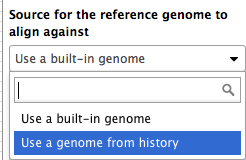 Source for the reference genome to
align against
Use a built-in genome
Use a built-in genome
Use a genome from history